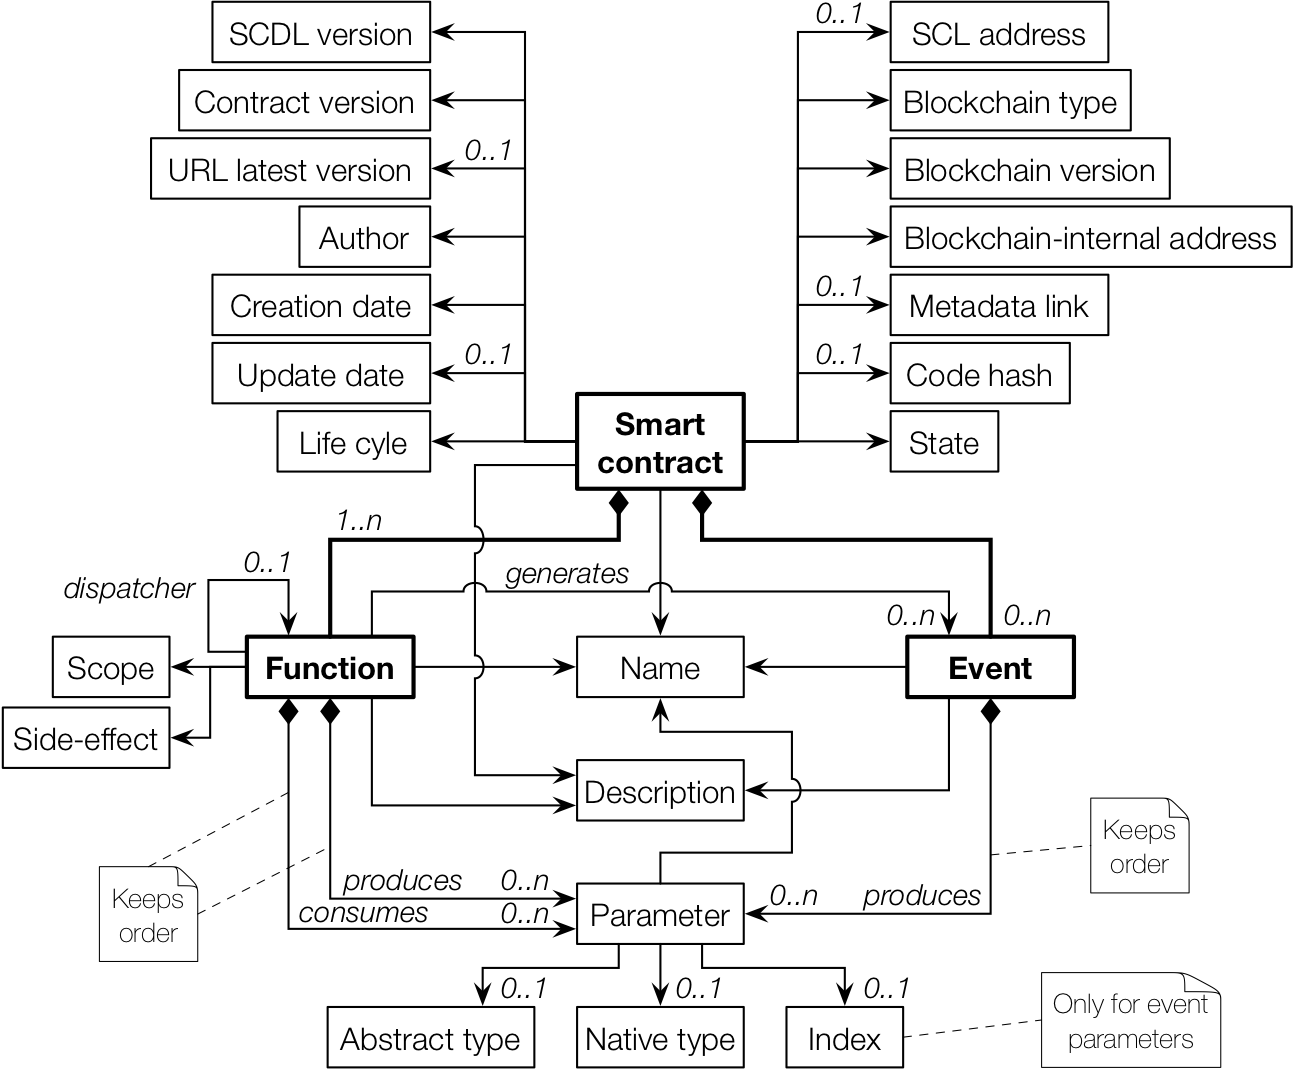 SCDL version
0..1
SCL address
Contract version
Blockchain type
0..1
URL latest version
Blockchain version
Author
Blockchain-internal address
Creation date
0..1
Metadata link
0..1
Update date
0..1
Code hash
Life cyle
Smart
contract
State
1..n
0..1
dispatcher
generates
0..n
0..n
Scope
Function
Name
Event
Side-effect
Description
Keeps
order
Keeps
order
produces
0..n
consumes
0..n
Parameter
0..n
produces
0..1
0..1
0..1
Abstract type
Native type
Index
Only for event
parameters